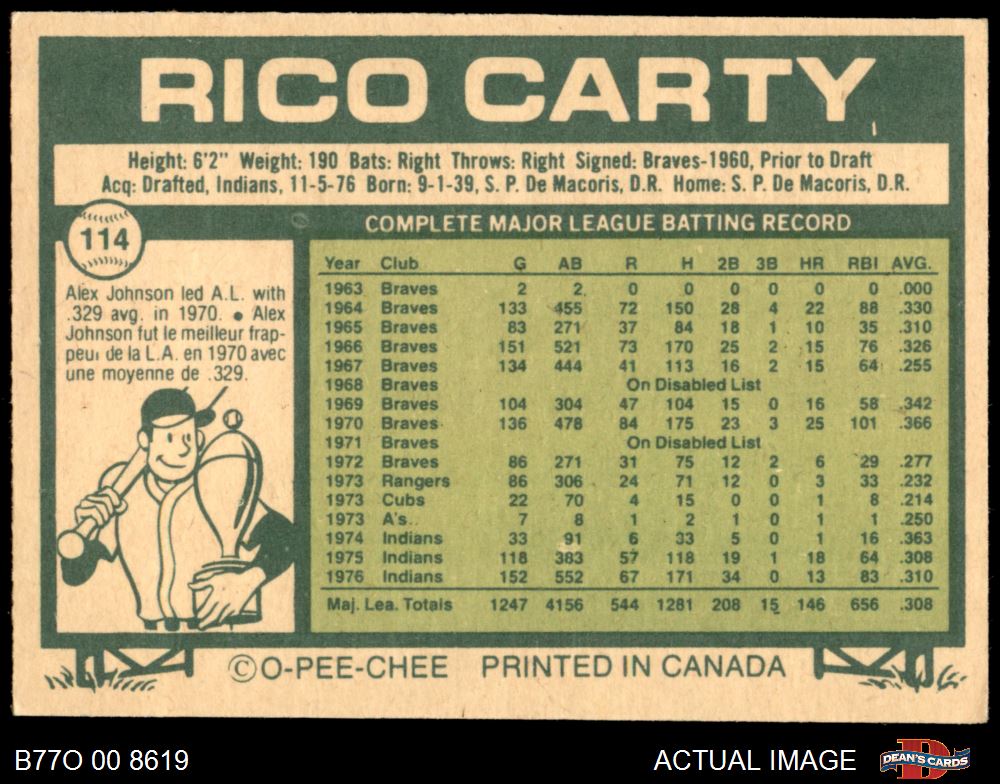 RICO CARTY
Height: 6'2" Weight: 190 Bats: Right Throws: Right Signed: Braves-1960, Prior to Draft
Acq: Drafted, Indians, 11-5-76 Born: 9-1-39, S. P. De Macoris, D.R. Home: S. P. De Macoris, D.R.
114
Alex Johnson led A.L. with
.329 avg. in 1970. ● Alex
Johnson fut le meilleur frap-
peur de la L.A. en 1970 avec
une moyenne de .329.
COMPLETE MAJOR LEAGUE BATTING RECORD
Year Club G AB R H 2B 3B HR RBI AVG.
1963 Braves 2 2 0 0 0 0 0 0 .000
1964 Braves 133 455 72 150 28 4 22 88 .330
1965 Braves 83 271 37 84 18 1 10 35 .310
1966 Braves 151 521 73 170 25 2 15 76 .326
1967 Braves 134 444 41 113 16 2 15 64 .255
1968 Braves On Disabled List
1969 Braves 104 304 47 104 15 0 16 58 .342
1970 Braves 136 478 84 175 23 3 25 101 .366
1971 Braves On Disabled List
1972 Braves 86 271 31 75 12 2 6 29 .277
1973 Rangers 86 306 24 71 12 0 3 33 .232
1973 Cubs 22 70 4 15 0 0 1 8 .214
1973 A's 7 8 1 2 1 0 1 1 .250
1974 Indians 33 91 6 33 5 0 1 16 .363
1975 Indians 118 383 57 118 19 1 18 64 .308
1976 Indians 152 552 67 171 34 0 13 83 .310
Maj. Lea. Totals 1247 4156 544 1281 208 15 146 656 .308
©O-PEE-CHEE PRINTED IN CANADA
B77O 00 8619
ACTUAL IMAGE
DEAN'S CARDS